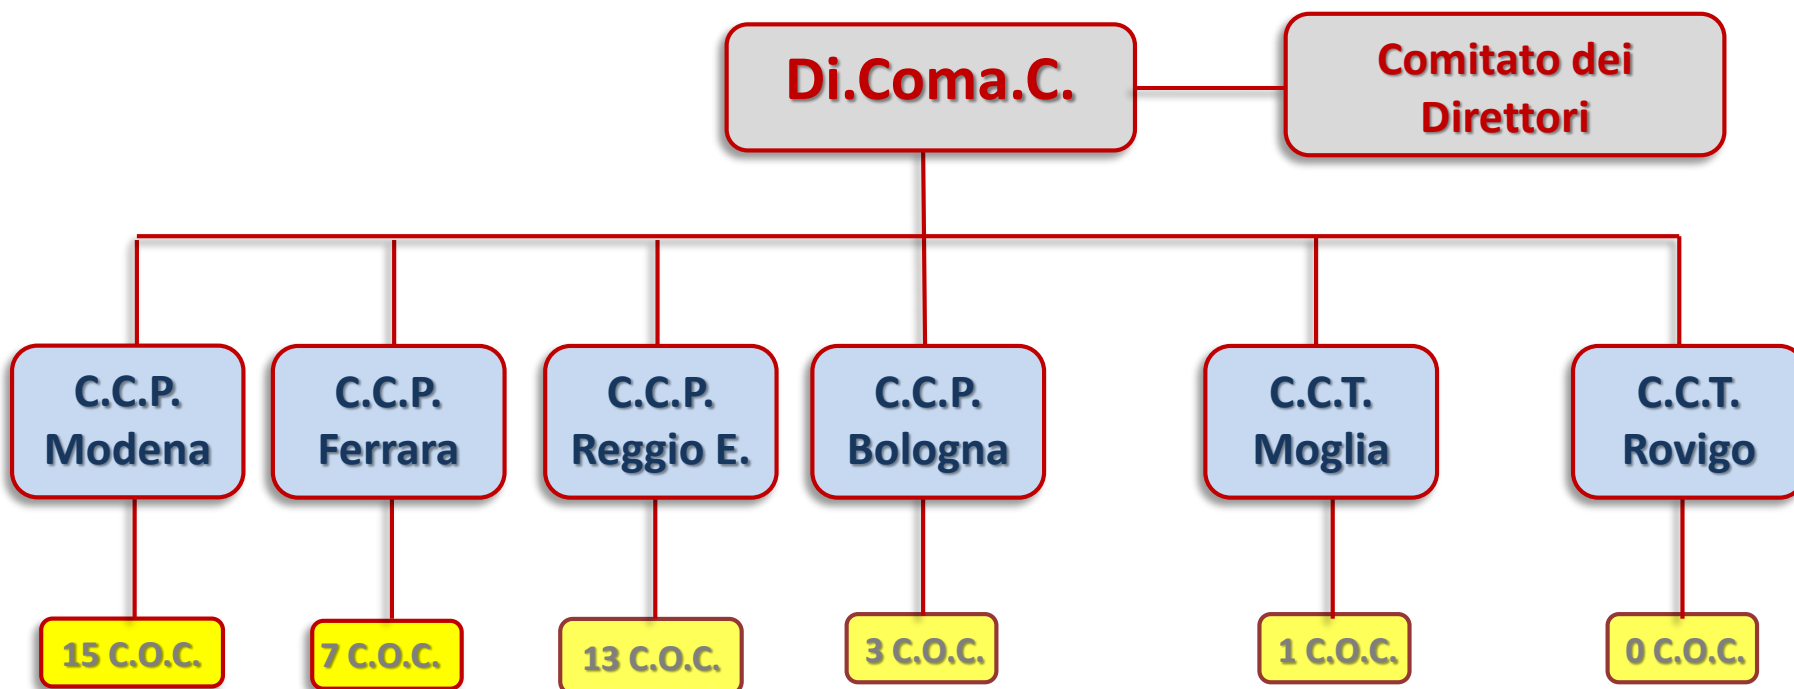 Di.Coma.C.
Comitato dei
Direttori
C.C.P.
Modena
C.C.P.
Ferrara
C.C.P.
Reggio E.
C.C.P.
Bologna
C.C.T.
Moglia
C.C.T.
Rovigo
15 C.O.C.
7 C.O.C.
13 C.O.C.
3 C.O.C.
1 C.O.C.
0 C.O.C.